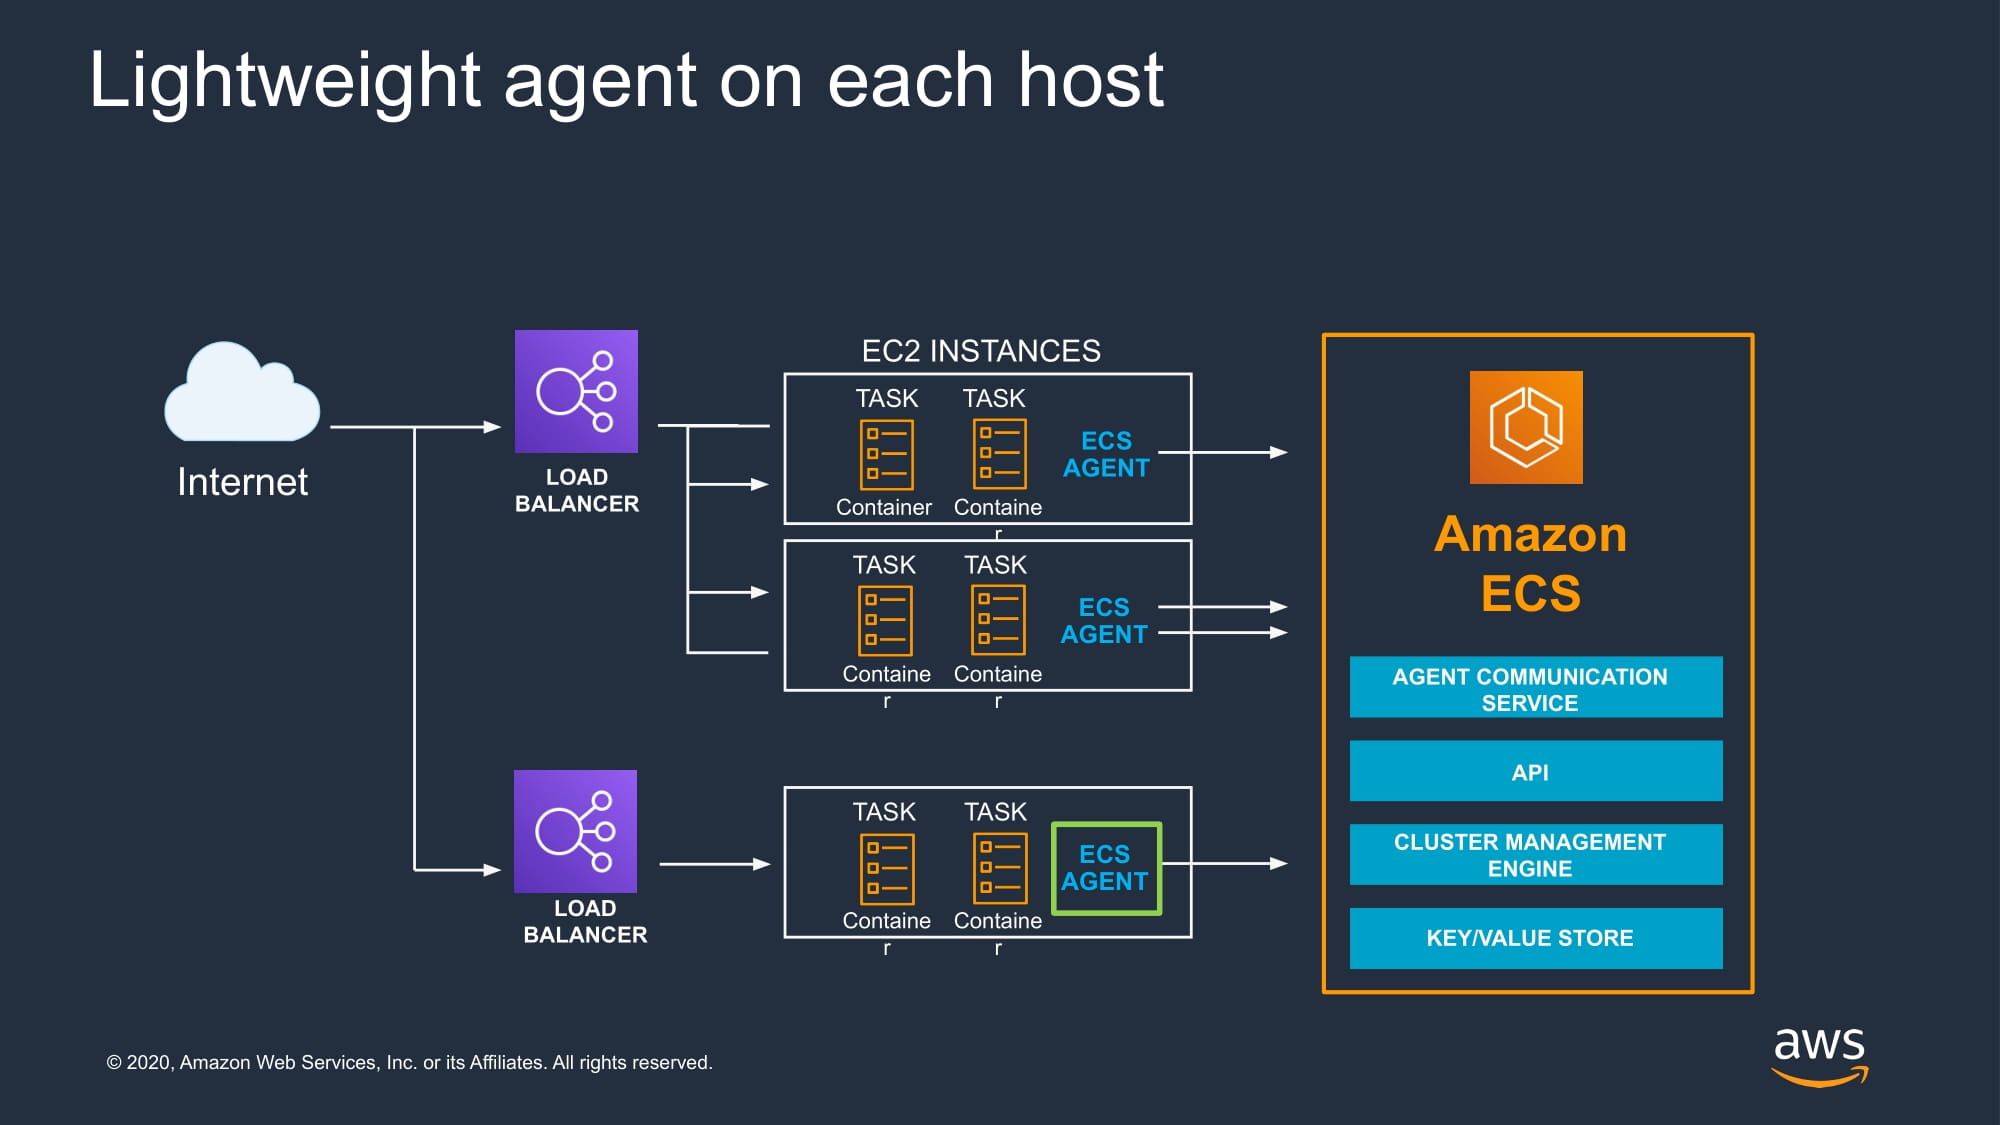 Lightweight agent on each host
Internet
LOAD
BALANCER
EC2 INSTANCES
TASK
TASK
Container
Containe
r
ECS
AGENT
TASK
TASK
Containe
r
Containe
r
ECS
AGENT
LOAD
BALANCER
TASK
TASK
Containe
r
Containe
r
ECS
AGENT
Amazon
ECS
AGENT COMMUNICATION
SERVICE
API
CLUSTER MANAGEMENT
ENGINE
KEY/VALUE STORE
© 2020, Amazon Web Services, Inc. or its Affiliates. All rights reserved.
aws